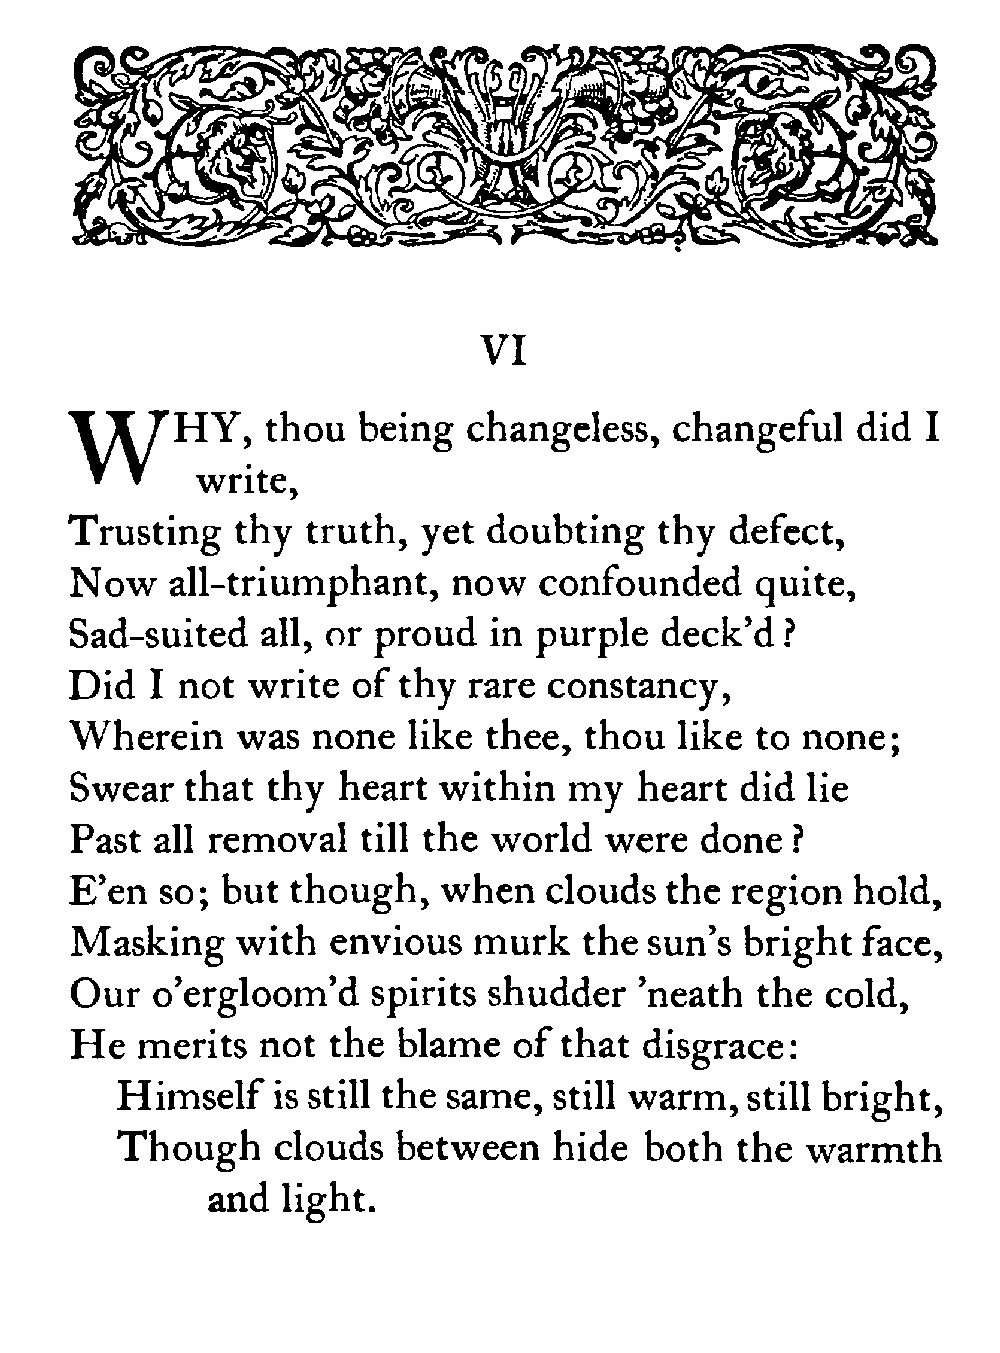 VI
WHY, thou being changeless, changeful did I
write,
Trusting thy truth, yet doubting thy defect,
Now all-triumphant, now confounded quite,
Sad-suited all, or proud in purple deck’d ?
Did I not write of thy rare constancy,
Wherein was none like thee, thou like to none;
Swear that thy heart within my heart did lie
Past all removal till the world were done ?
E’en so; but though, when clouds the region hold,
Masking with envious murk the sun’s bright face,
Our o’ergloom’d spirits shudder ’neath the cold,
He merits not the blame of that disgrace:
Himself is still the same, still warm, still bright,
Though clouds between hide both the warmth
and light.